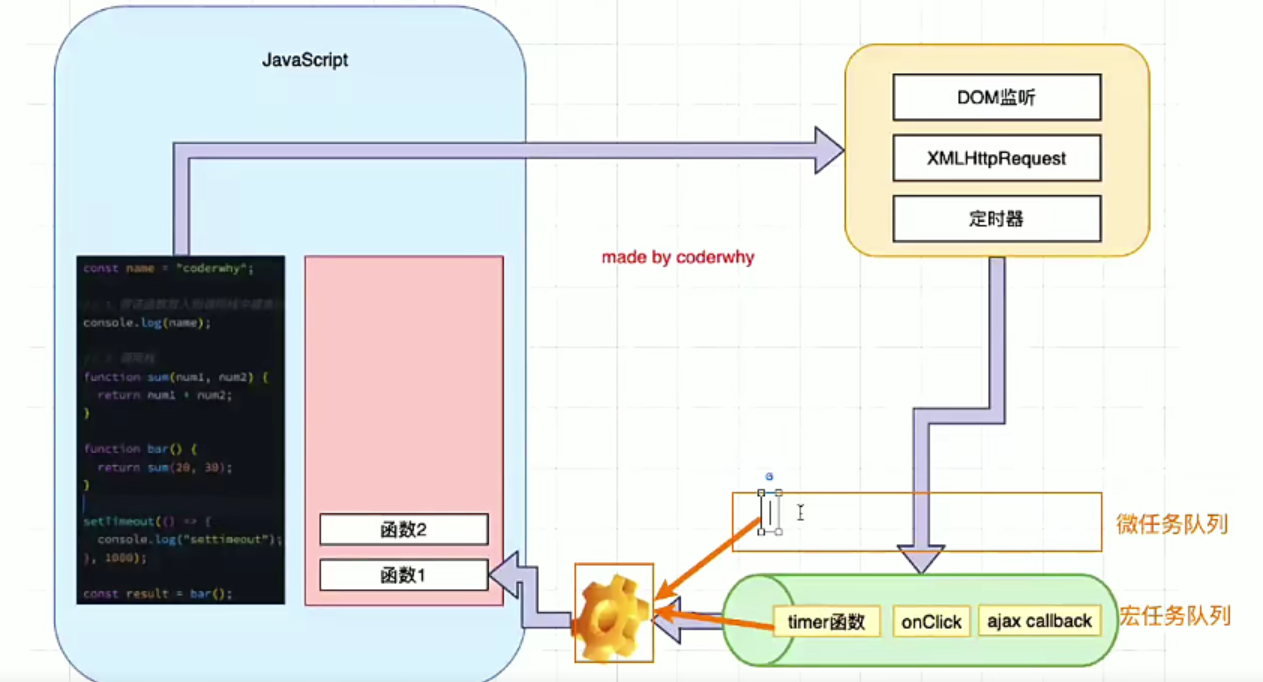 JavaScript
DOM监听
XMLHttpRequest
定时器
made by coderwhy
const name = "coderwhy";
console.log(name);
function sum(num1, num2) {
return num1 + num2;
}
function bar() {
return sum(20, 30);
}
setTimeout(() => {
console.log("settimeout");
}, 1000);
const result = bar();
函数2
函数1
微任务队列
timer函数
onClick
ajax callback
宏任务队列